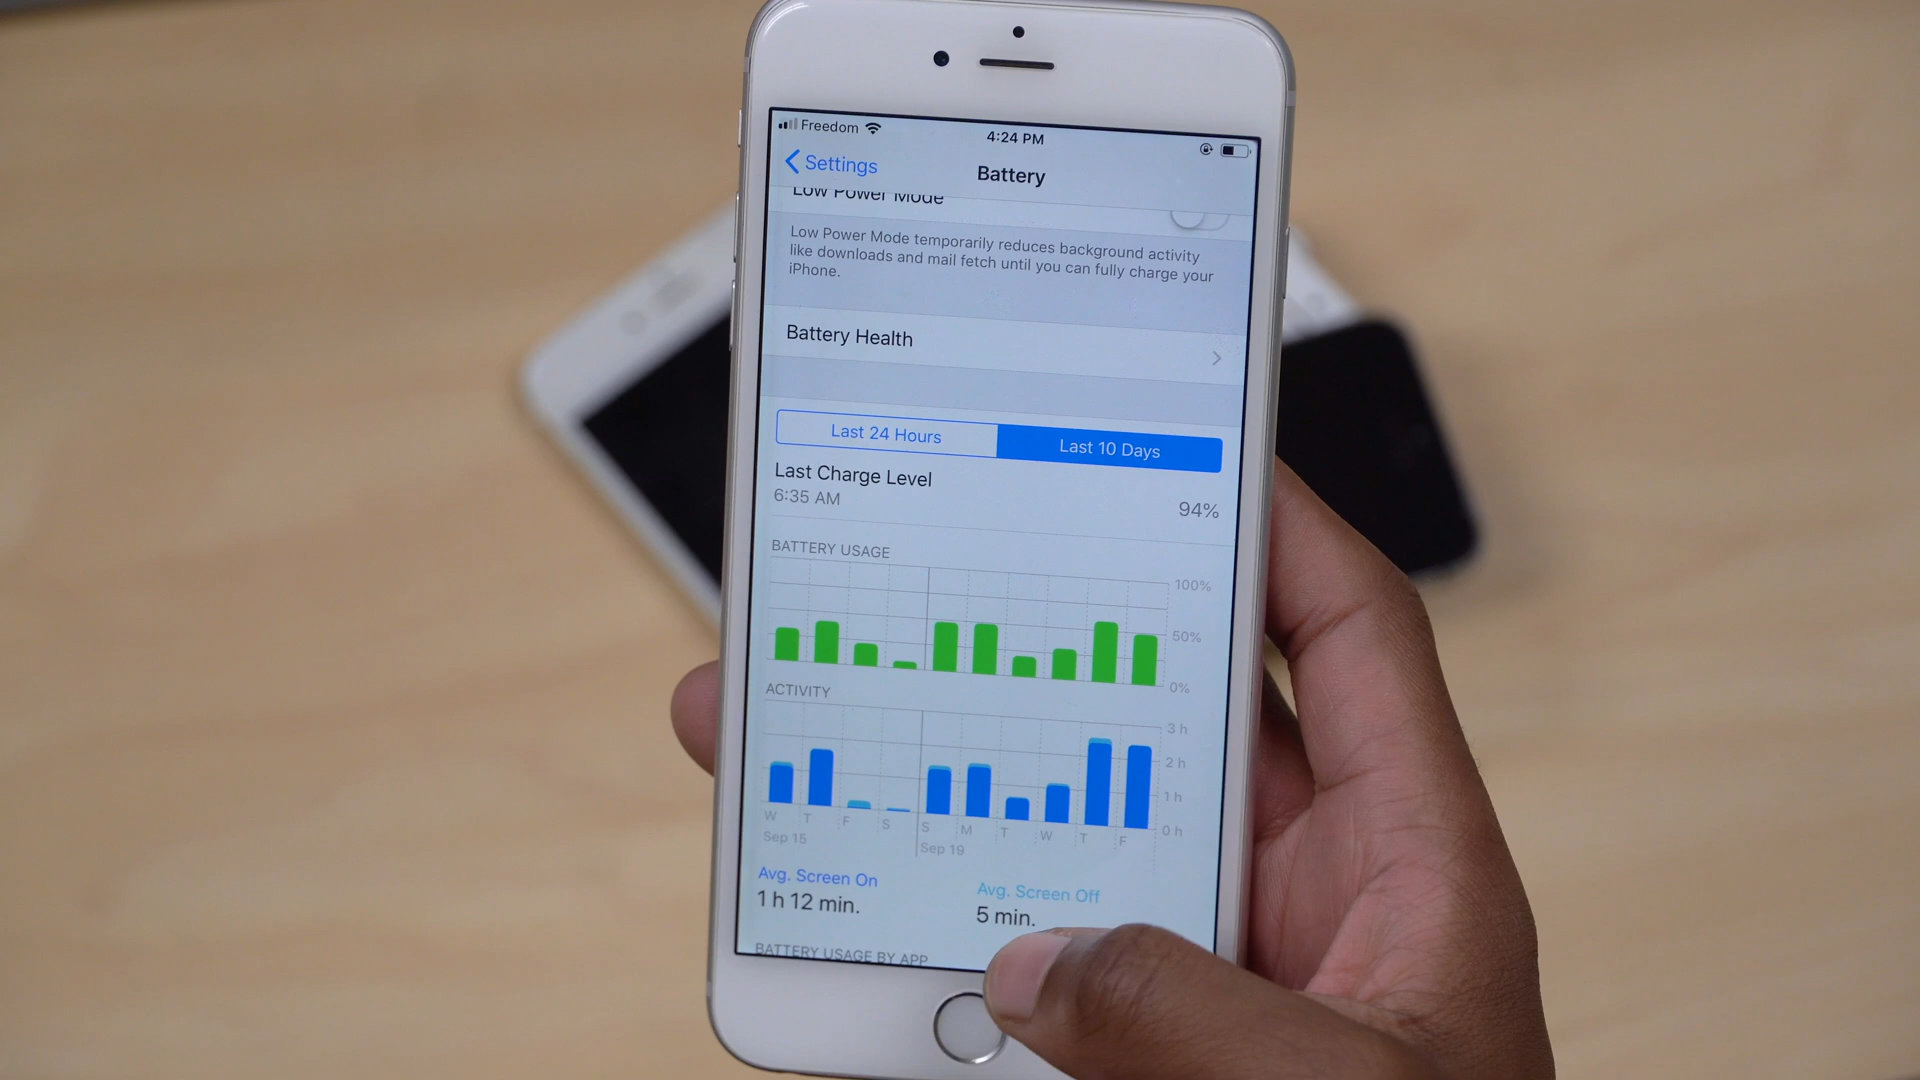 Freedom
4:24 PM
Settings
Battery
Low Power Mode
Low Power Mode temporarily reduces background activity
like downloads and mail fetch until you can fully charge your
iPhone.
Battery Health
Last 24 Hours
Last 10 Days
Last Charge Level
6:35 AM
94%
BATTERY USAGE
100%
50%
0%
ACTIVITY
3 h
2 h
1 h
0 h
W T F S S M T W T F
Sep 15
Sep 19
Avg. Screen On
1 h 12 min.
Avg. Screen Off
5 min.
BATTERY USAGE BY APP